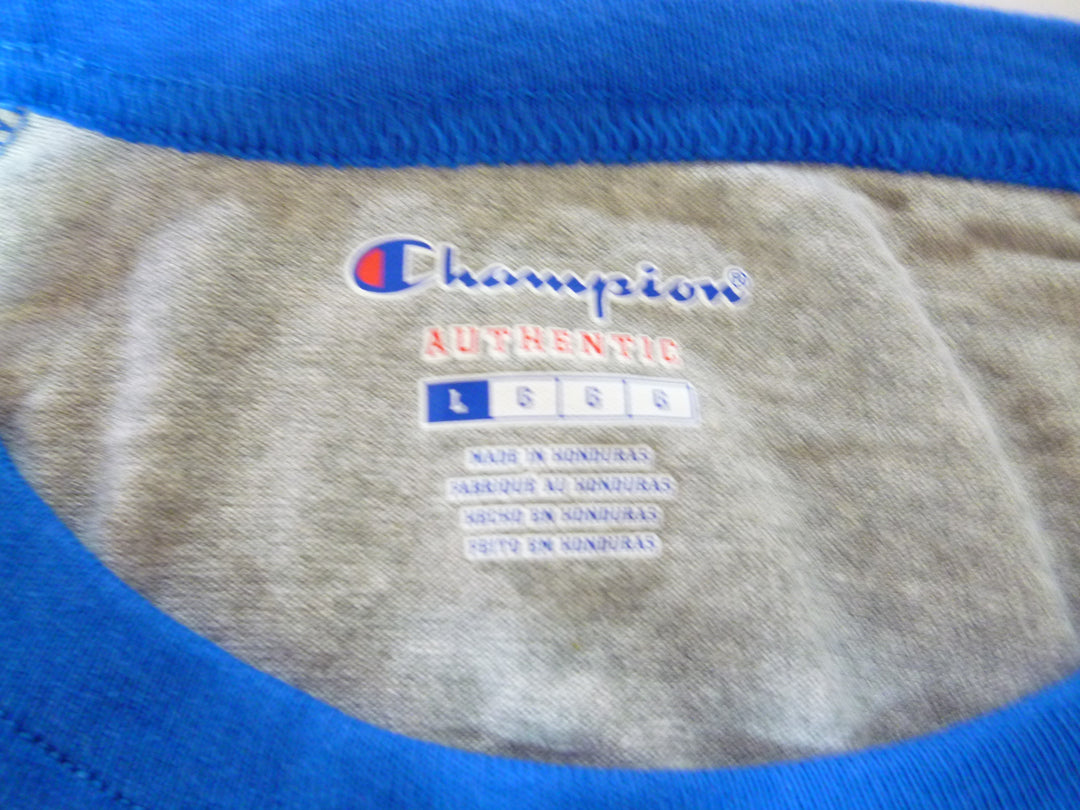 Champion®
AUTHENTIC
L G G G
MADE IN HONDURAS
FABRIQUE AU HONDURAS
HECHO EN HONDURAS
FEITO EM HONDURAS